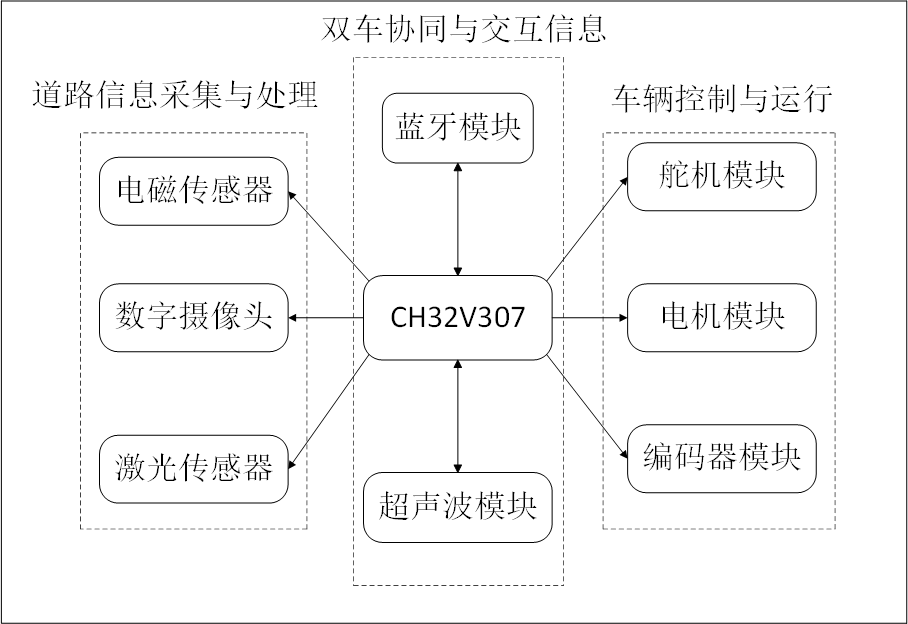 双车协同与交互信息
道路信息采集与处理
车辆控制与运行
蓝牙模块
电磁传感器
舵机模块
数字摄像头
CH32V307
电机模块
激光传感器
编码器模块
超声波模块